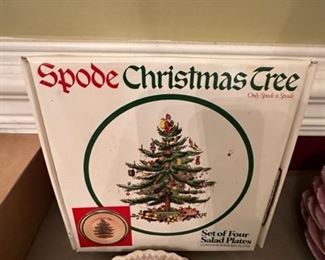 Spode Christmas Tree
Only Spode is Spode
Set of Four
Salad Plates